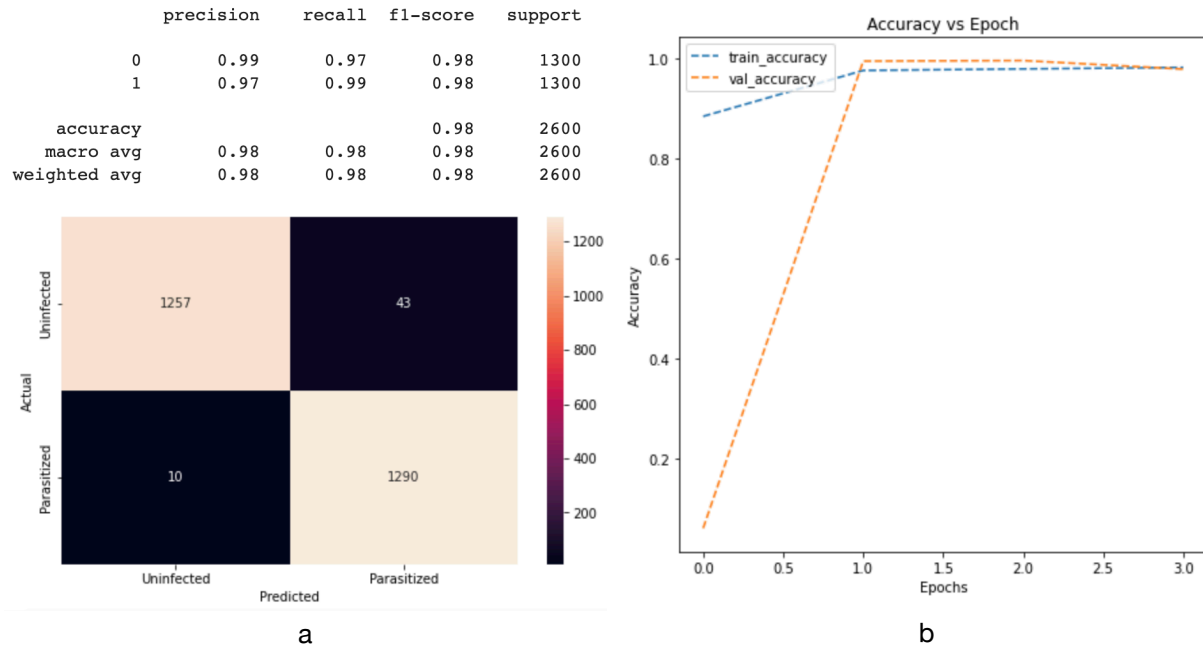 precision recall f1-score support
0 0.99 0.97 0.98 1300
1 0.97 0.99 0.98 1300
accuracy 0.98 2600
macro avg 0.98 0.98 0.98 2600
weighted avg 0.98 0.98 0.98 2600
Actual
Uninfected
Parasitized
1257 43
10 1290
Uninfected Parasitized
Predicted
1200
1000
800
600
400
200
a
Accuracy vs Epoch
train_accuracy
val_accuracy
Accuracy
1.0
0.8
0.6
0.4
0.2
0.0 0.5 1.0 1.5 2.0 2.5 3.0
Epochs
b